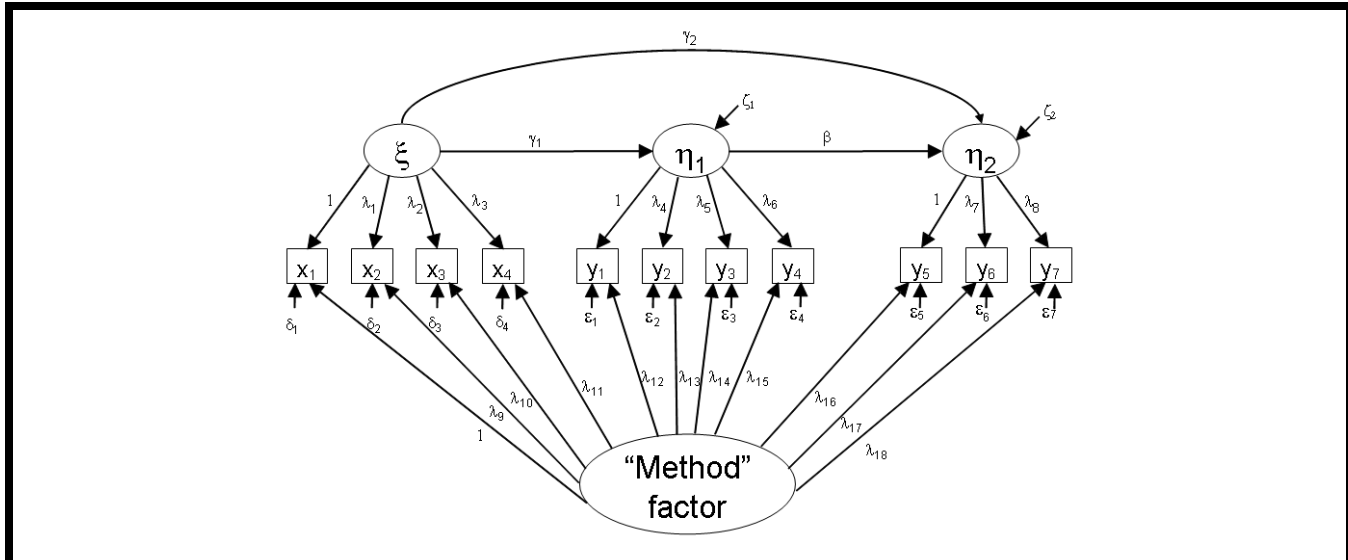 γ₂
ζ₁
ζ₂
ξ
γ₁
η₁
β
η₂
1
λ₁
λ₂
λ₃
1
λ₄
λ₅
λ₆
1
λ₇
λ₈
x₁
x₂
x₃
x₄
y₁
y₂
y₃
y₄
y₅
y₆
y₇
δ₁
δ₂
δ₃
δ₄
ε₁
ε₂
ε₃
ε₄
ε₅
ε₆
ε₇
1
λ₉
λ₁₀
λ₁₁
λ₁₂
λ₁₃
λ₁₄
λ₁₅
λ₁₆
λ₁₇
λ₁₈
“Method”
factor